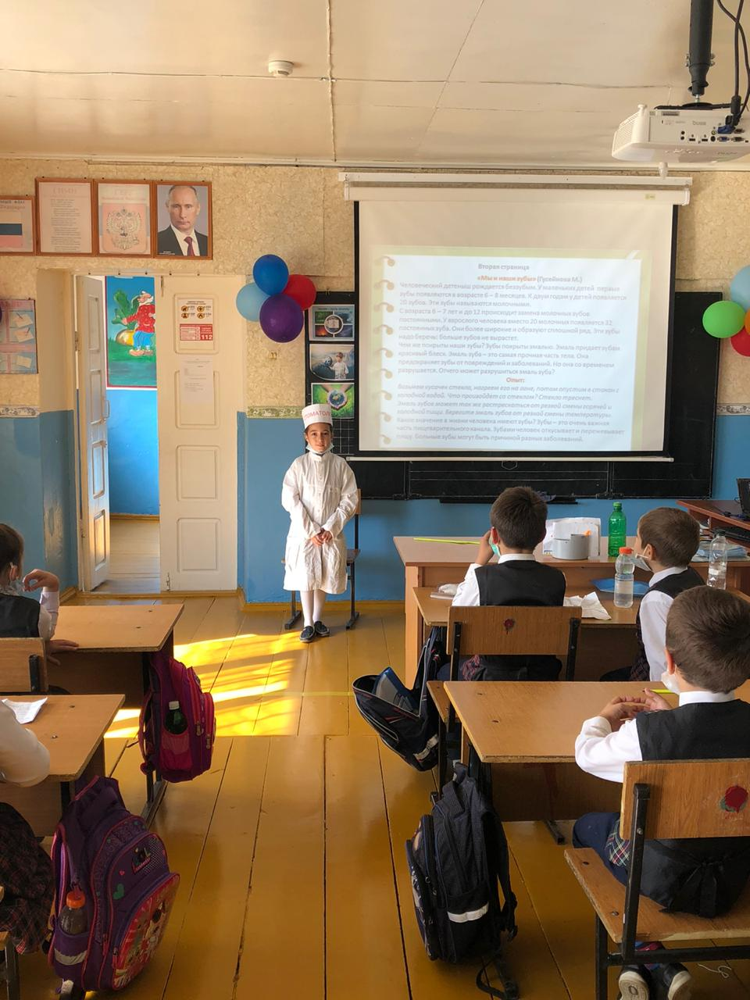 ГИМН
ГЕРБ
112
СТОМАТОЛ
Вторая страница
«Мы и наши зубы» (Гусейнова М.)
Человеческий детеныш рождается беззубым. У маленьких детей первые
зубы появляются в возрасте 6 – 8 месяцев. К двум годам у детей появляется
20 зубов. Эти зубы называются молочными.
С возраста 6 – 7 лет и до 12 происходит замена молочных зубов
постоянными. У взрослого человека вместо 20 молочных появляется 32
постоянных зуба. Они более широкие и образуют сплошной ряд. Эти зубы
надо беречь: больше зубов не вырастет.
Чем же покрыты наши зубы? Зубы покрыты эмалью. Эмаль придает зубам
красивый блеск. Эмаль зуба – это самая прочная часть тела. Она
предохраняет зубы от повреждений и заболеваний. Но она со временем
разрушается. Отчего может разрушиться эмаль зуба?
Опыт:
Возьмем кусочек стекла, нагреем его на огне, потом опустим в стакан с
холодной водой. Что произойдет со стеклом? Стекло треснет.
Эмаль зубов может так же растрескаться от резкой смены горячей и
холодной пищи. Берегите эмаль зубов от резкой смены температуры.
Какое значение в жизни человека имеют зубы? Зубы – это очень важная
часть пищеварительного канала. Зубами человек откусывает и пережевывает
пищу. Больные зубы могут быть причиной разных заболеваний.